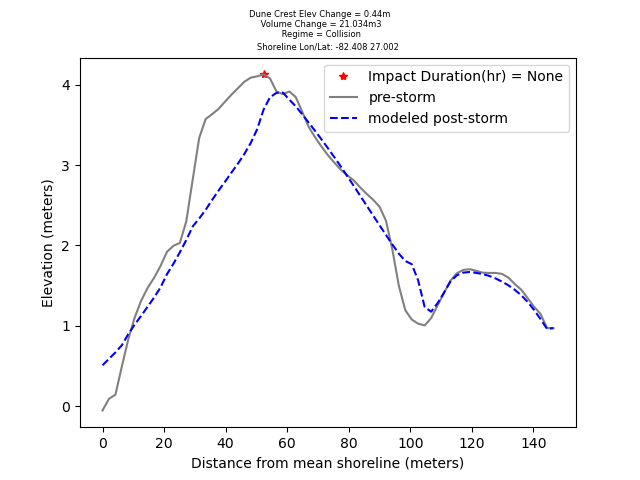 Dune Crest Elev Change = 0.44m
Volume Change = 21.034m3
Regime = Collision
Shoreline Lon/Lat: -82.408 27.002
Impact Duration(hr) = None
pre-storm
modeled post-storm
Elevation (meters)
4
3
2
1
0
0 20 40 60 80 100 120 140
Distance from mean shoreline (meters)